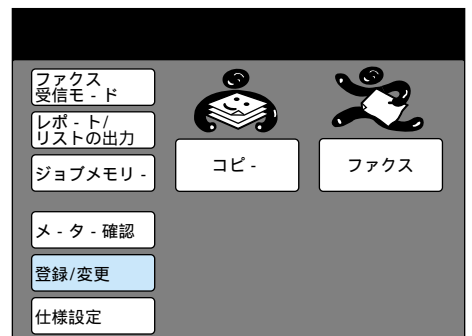 ファクス
受信モ - ド
レポ - ト/
リストの出力
ジョブメモリ -
コピ -
ファクス
メ - タ - 確認
登録/変更
仕様設定